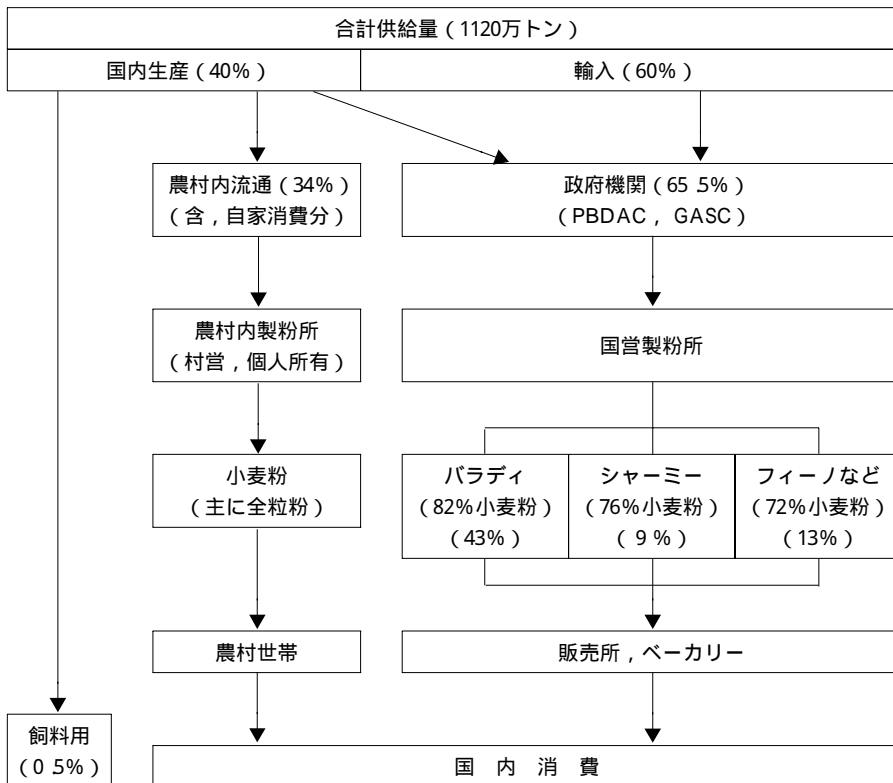 合計供給量（1120万トン）
国内生産（40%）
輸入（60%）
農村内流通（34%）
（含，自家消費分）
政府機関（65.5%）
（PBDAC，GASC）
農村内製粉所
（村営，個人所有）
国営製粉所
小麦粉
（主に全粒粉）
バラディ
（82%小麦粉）
（43%）
シャーミー
（76%小麦粉）
（9%）
フィーノなど
（72%小麦粉）
（13%）
農村世帯
販売所，ベーカリー
飼料用
（0.5%）
国内消費